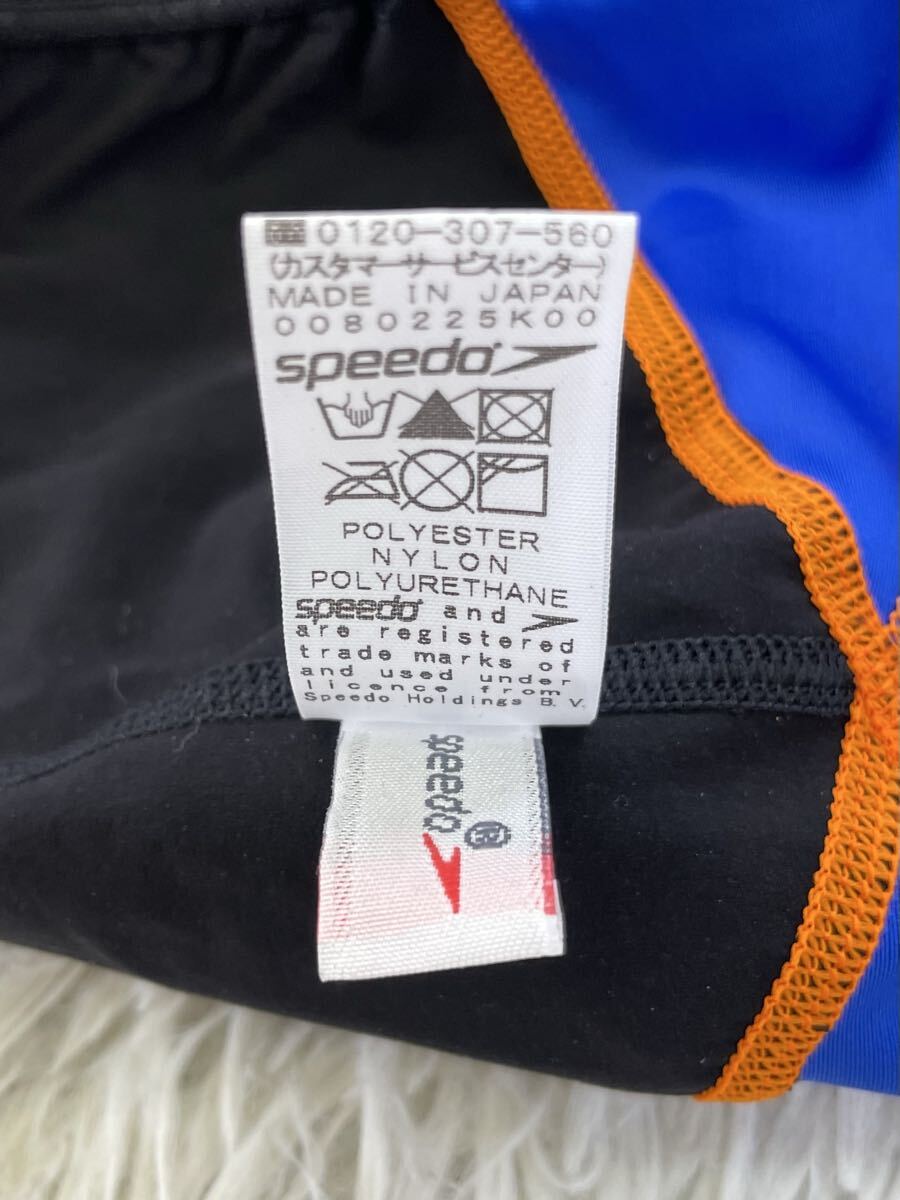 0120-307-560
(カスタマーサービスセンター)
MADE IN JAPAN
0080225K00
speedo
POLYESTER
NYLON
POLYURETHANE
speedo and
are registered
trade marks of
and used under
licence from
Speedo Holdings B.V.
speedo®